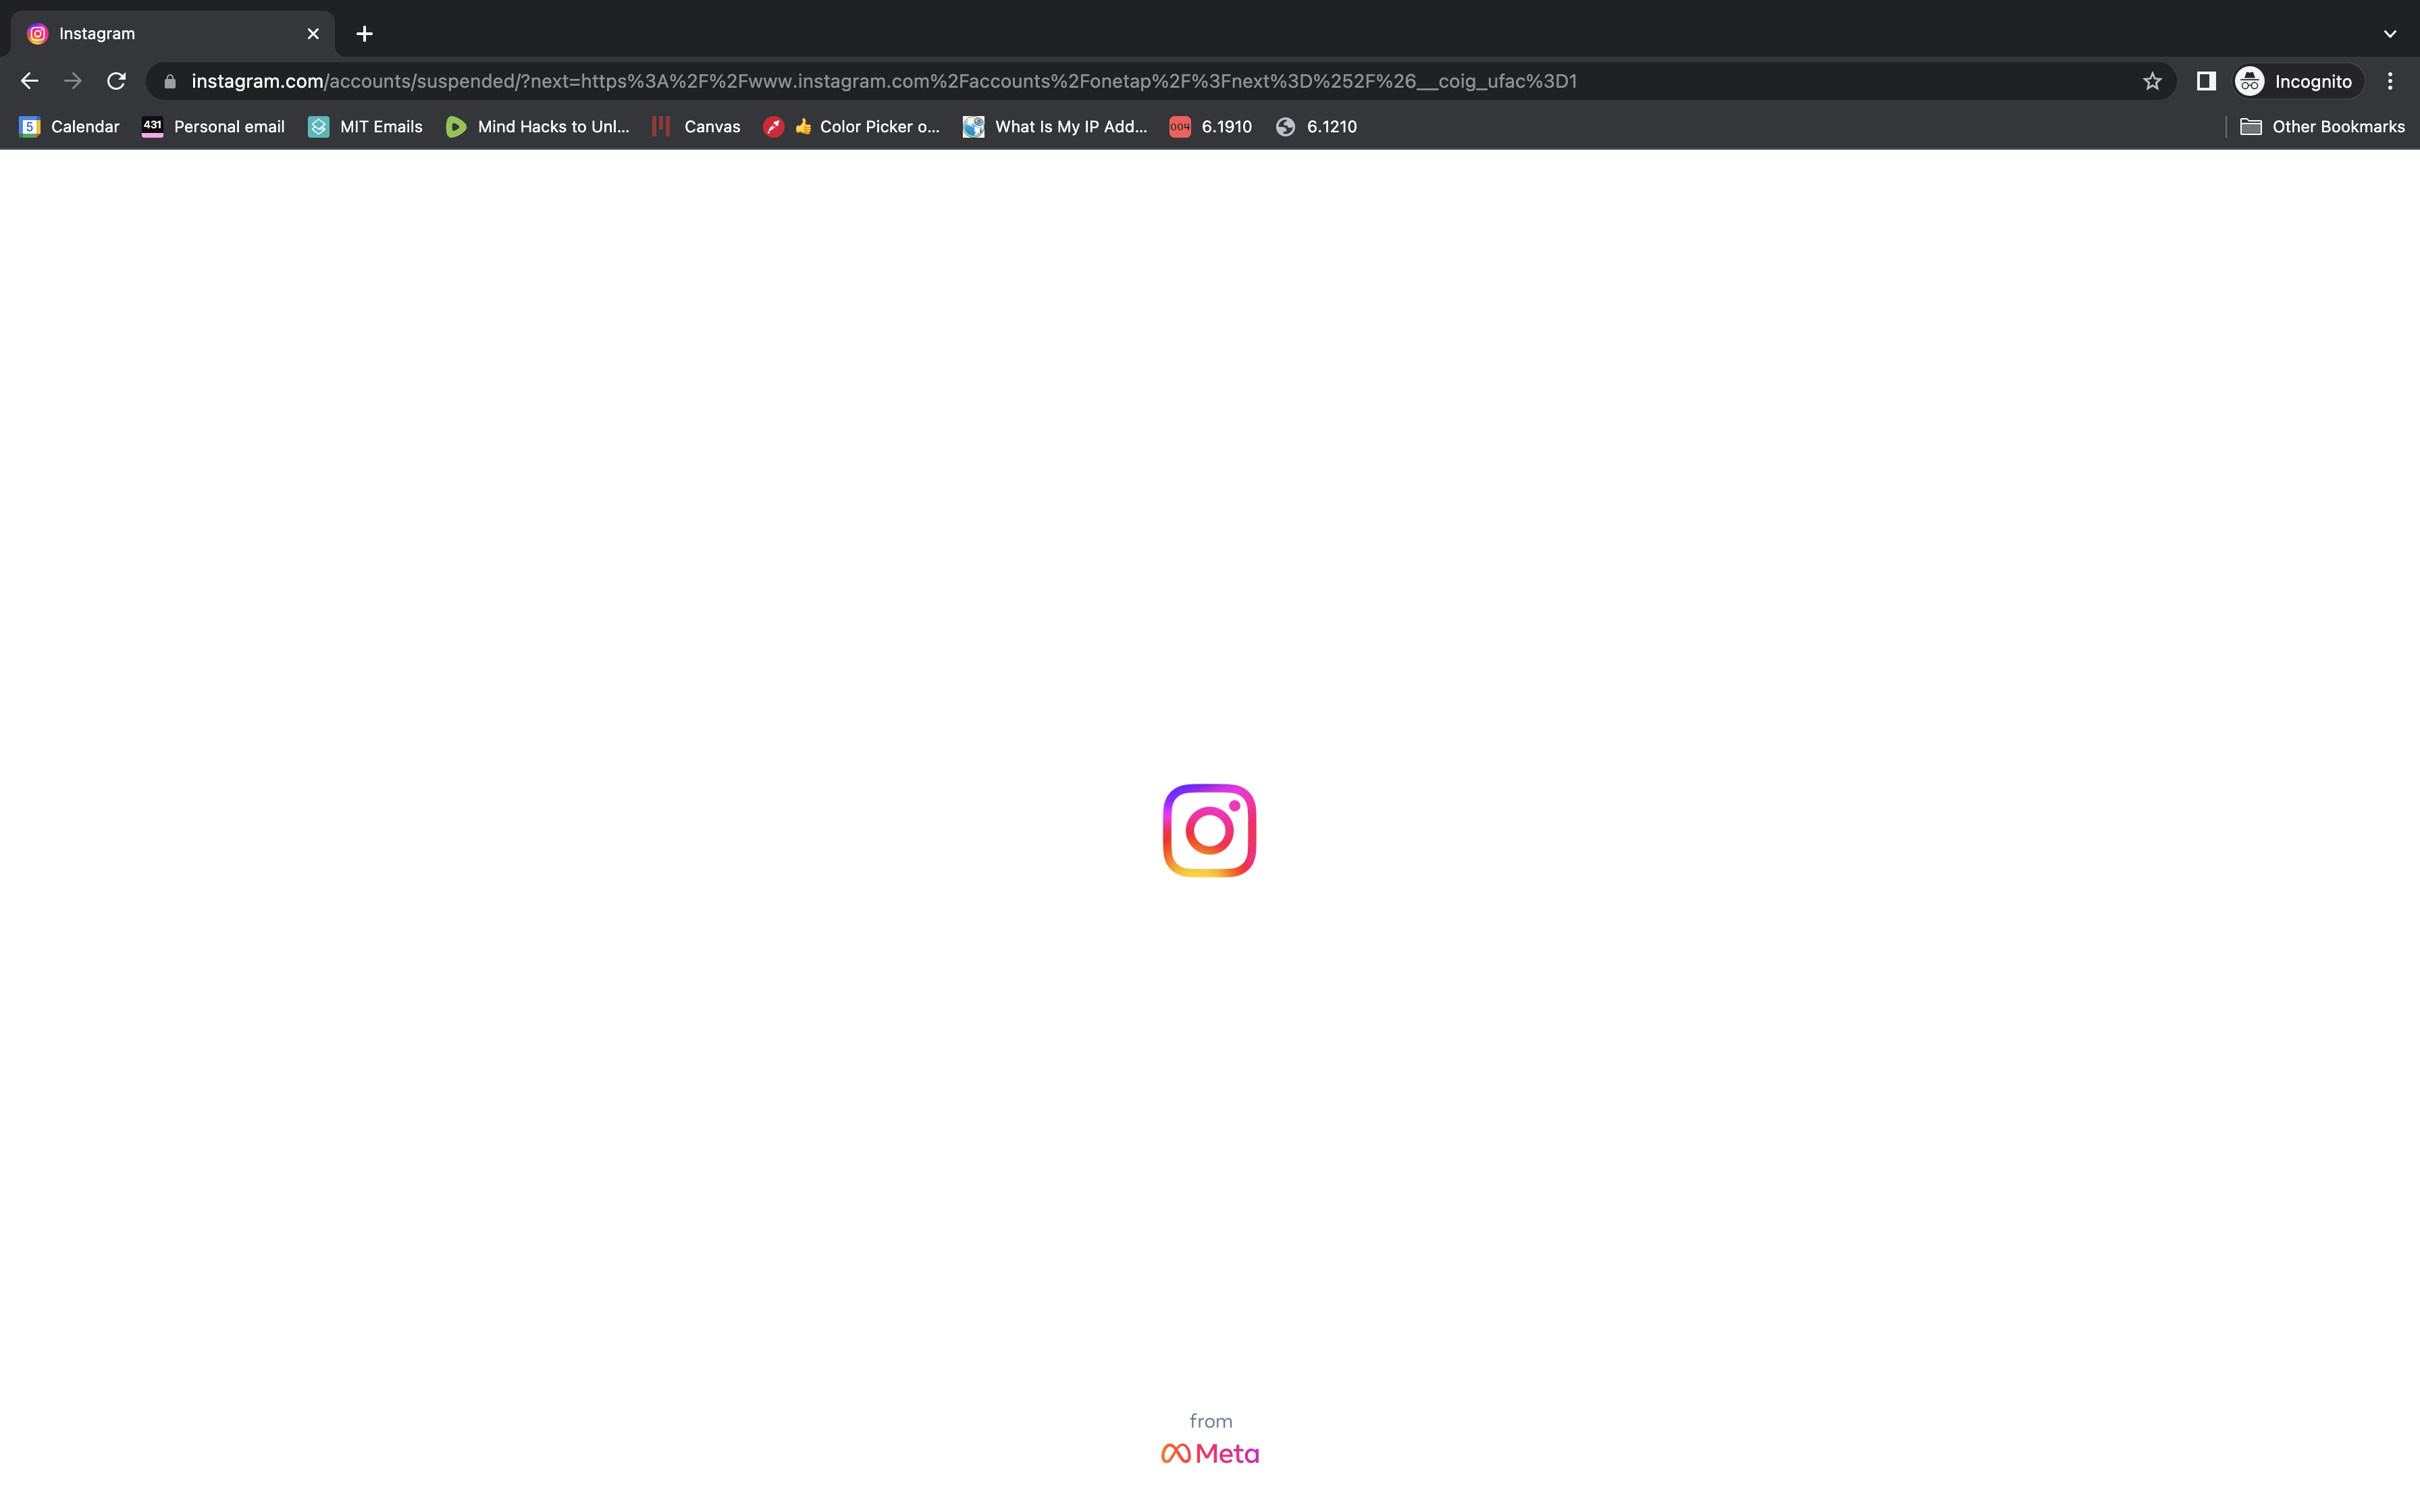 Instagram
instagram.com/accounts/suspended/?next=https%3A%2F%2Fwww.instagram.com%2Faccounts%2Fonetap%2F%3Fnext%3D%252F%26__coig_ufac%3D1
Incognito
5 Calendar 431 Personal email MIT Emails Mind Hacks to Unl... Canvas 👍 Color Picker o... What Is My IP Add... 004 6.1910 6.1210 Other Bookmarks
from
Meta